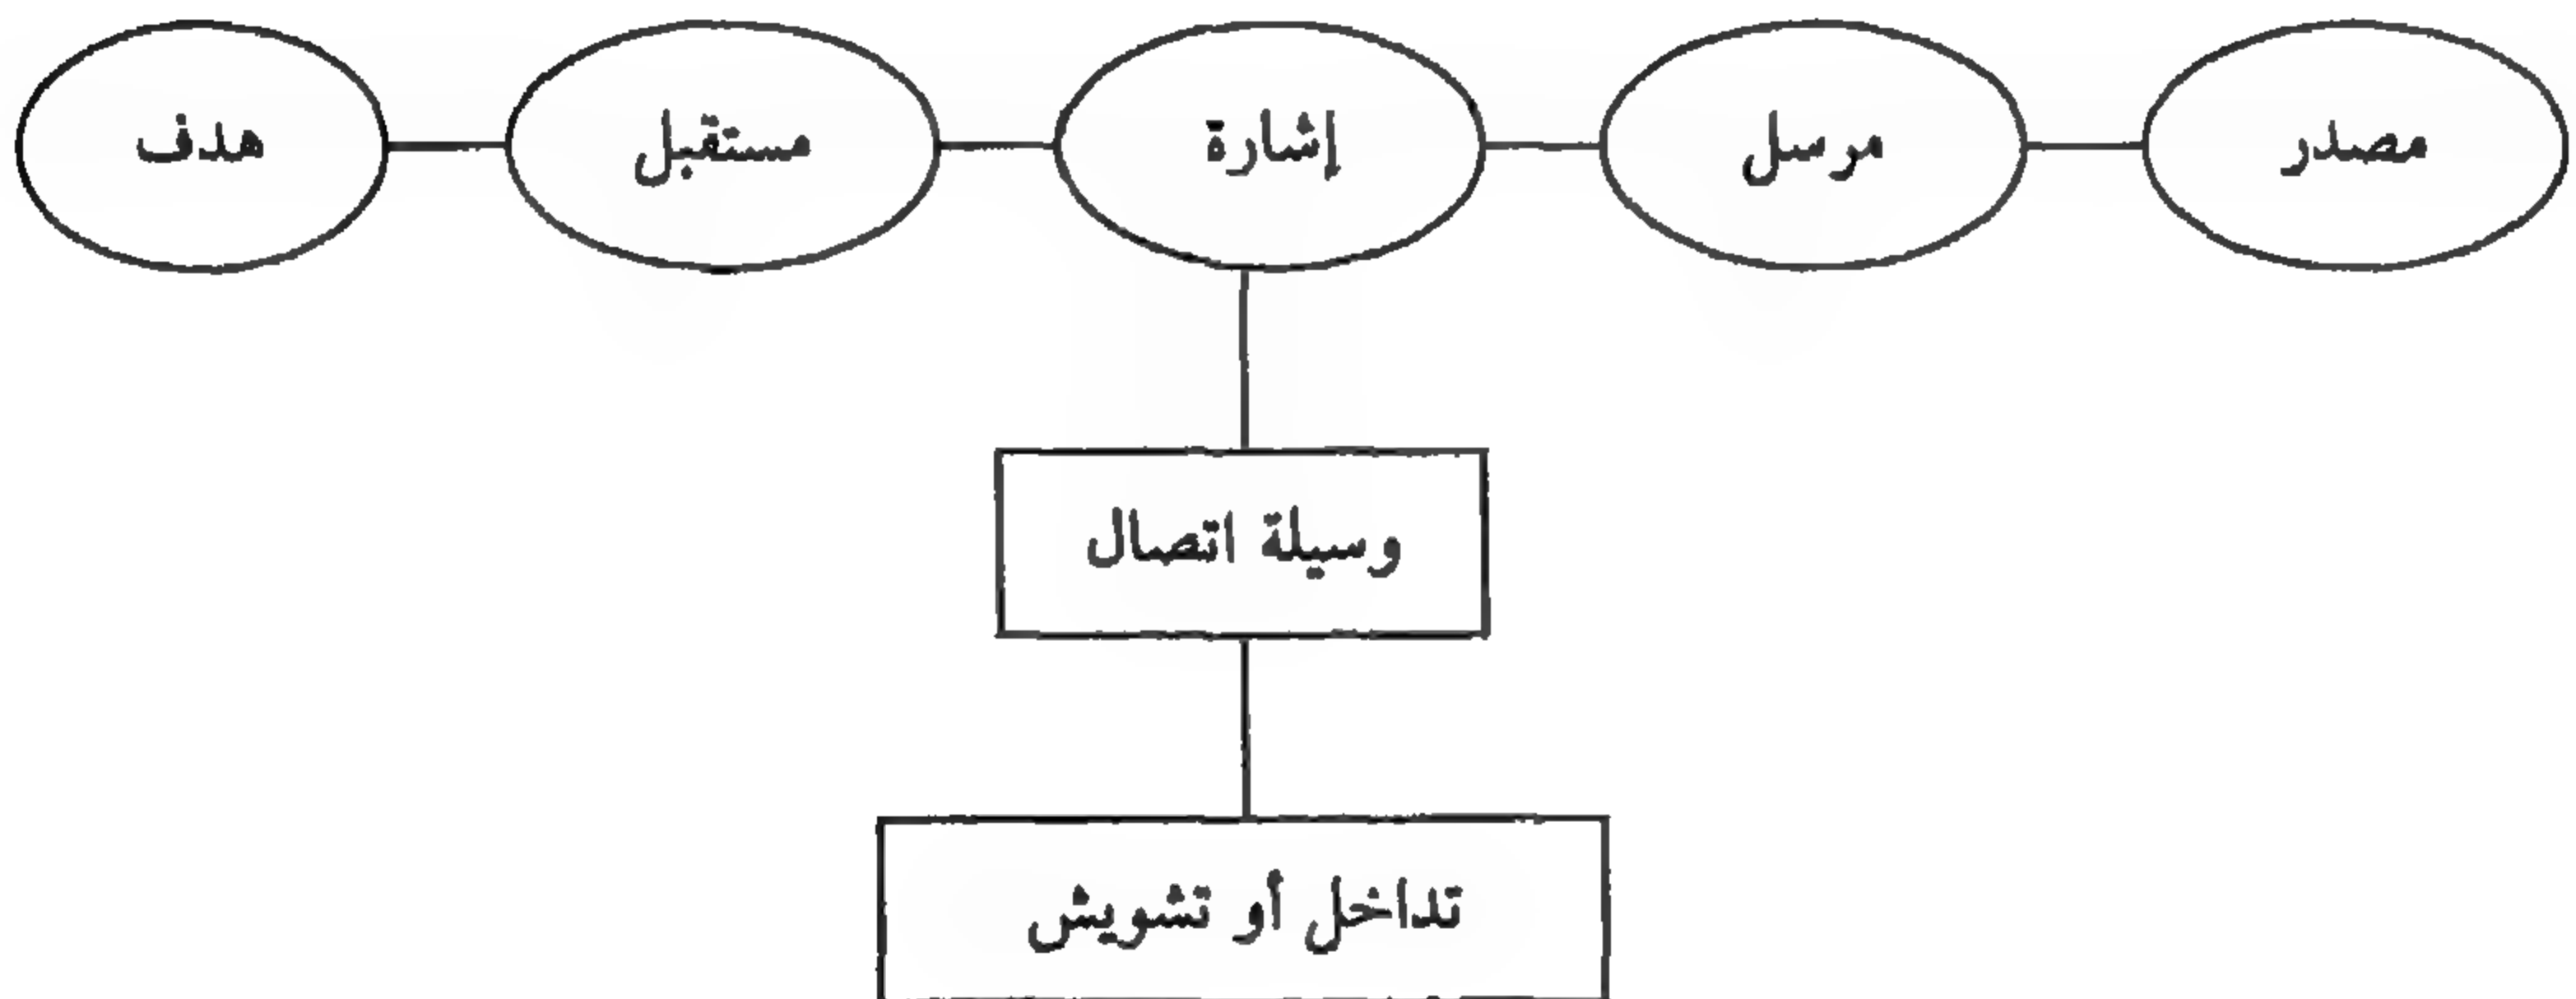 مصدر مرسل إشارة مستقبل هدف
وسيلة اتصال
تداخل أو تشويش